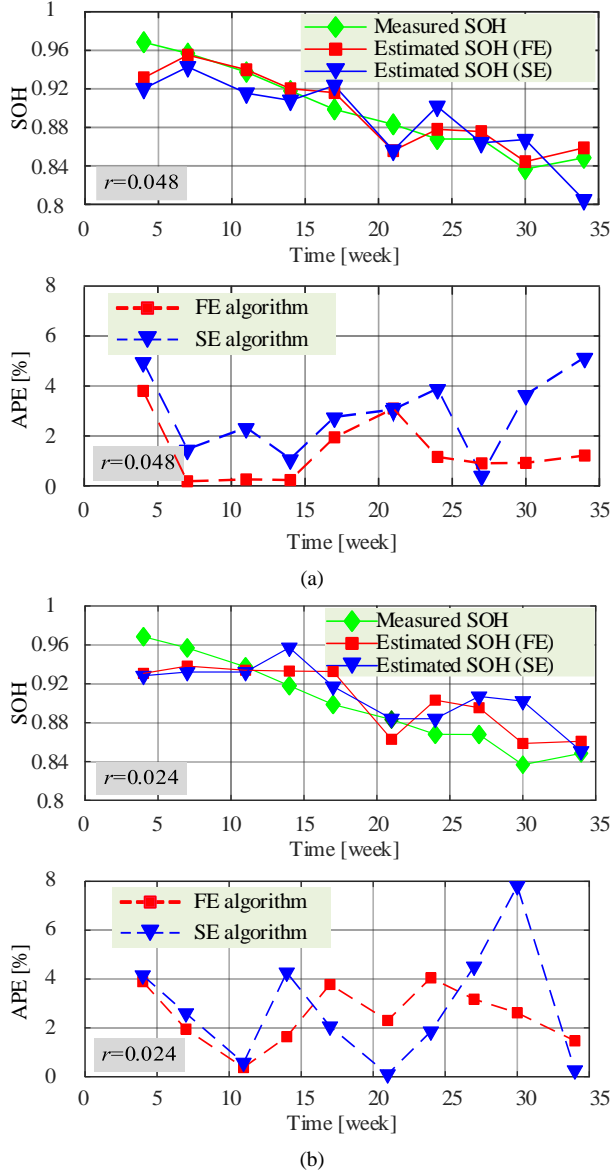 1
0.96
0.92
0.88
0.84
0.8
SOH
Measured SOH
Estimated SOH (FE)
Estimated SOH (SE)
r=0.048
0 5 10 15 20 25 30 35
Time [week]
8
6
4
2
0
APE [%]
FE algorithm
SE algorithm
r=0.048
0 5 10 15 20 25 30 35
Time [week]
(a)
1
0.96
0.92
0.88
0.84
0.8
SOH
Measured SOH
Estimated SOH (FE)
Estimated SOH (SE)
r=0.024
0 5 10 15 20 25 30 35
Time [week]
8
6
4
2
0
APE [%]
FE algorithm
SE algorithm
r=0.024
0 5 10 15 20 25 30 35
Time [week]
(b)